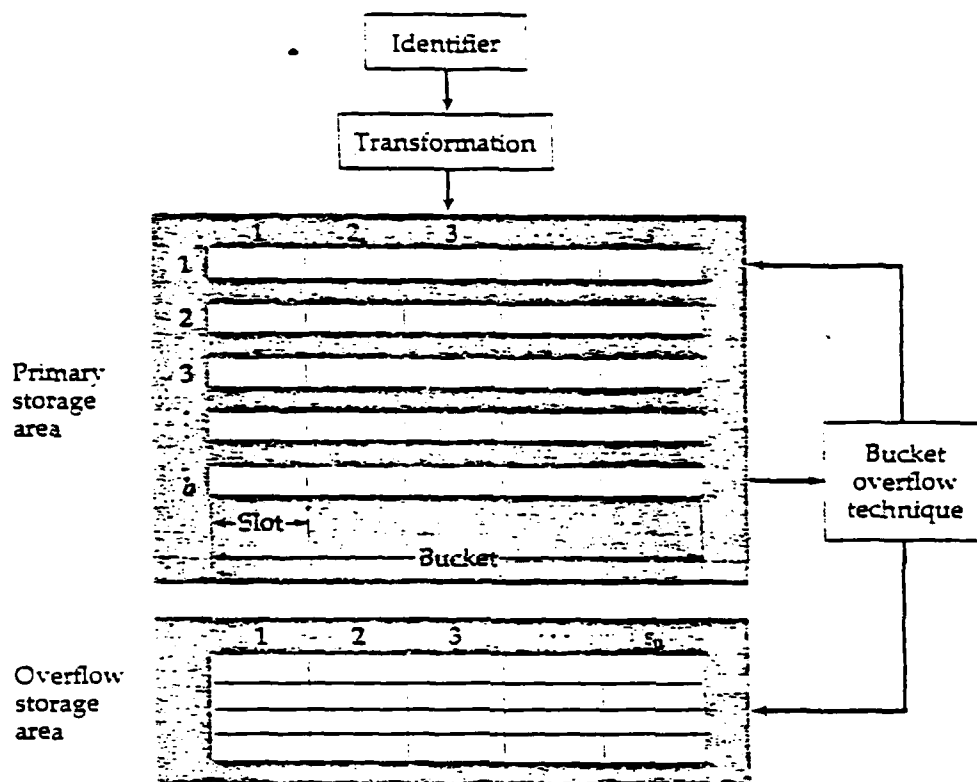 Identifier
Transformation
1 2 3 ... s
1
2
3
Primary
storage
area
b
Bucket
overflow
technique
Slot
Bucket
1 2 3 ...
Overflow
storage
area